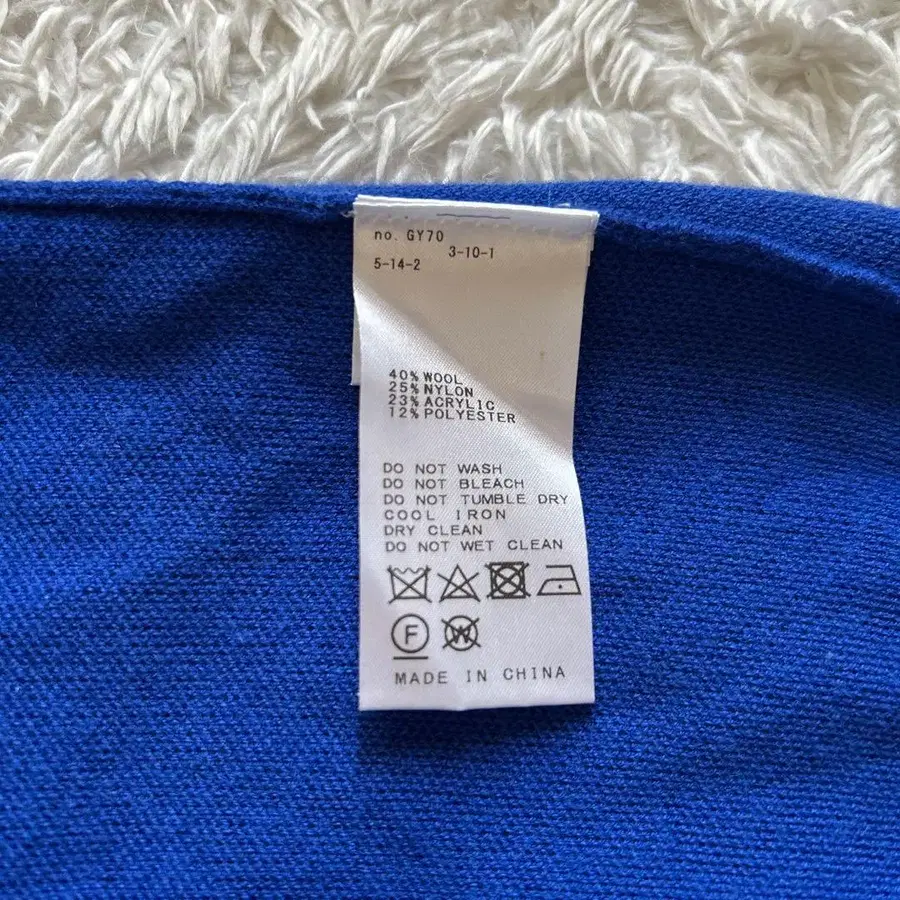 no. GY70
3-10-1
5-14-2
40% WOOL
25% NYLON
23% ACRYLIC
12% POLYESTER
DO NOT WASH
DO NOT BLEACH
DO NOT TUMBLE DRY
COOL IRON
DRY CLEAN
DO NOT WET CLEAN
F W
MADE IN CHINA